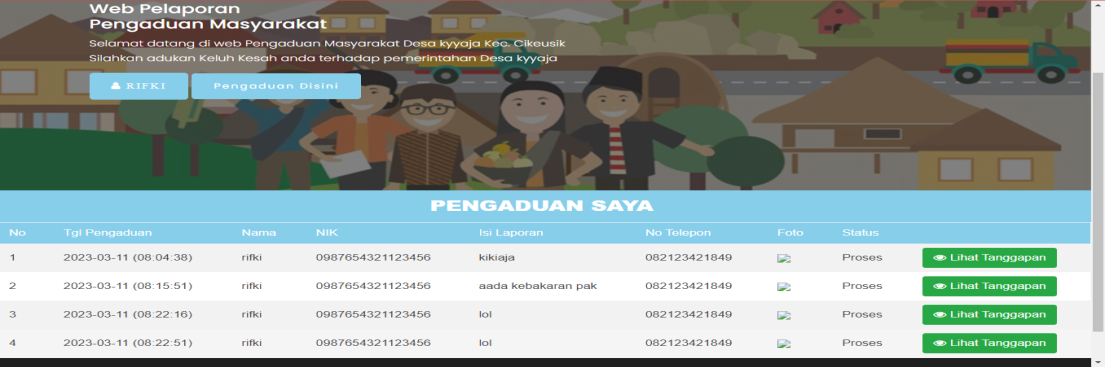 Web Pelaporan
Pengaduan Masyarakat
Selamat datang di web Pengaduan Masyarakat Desa kyyaja Kec. Cikeusik
Silahkan adukan Keluh Kesah anda terhadap pemerintahan Desa kyyaja
RIFKI Pengaduan Disini
PENGADUAN SAYA
No Tgl Pengaduan Nama NIK Isi Laporan No Telepon Foto Status
1 2023-03-11 (08:04:38) rifki 0987654321123456 kikiaja 082123421849 Proses Lihat Tanggapan
2 2023-03-11 (08:15:51) rifki 0987654321123456 aada kebakaran pak 082123421849 Proses Lihat Tanggapan
3 2023-03-11 (08:22:16) rifki 0987654321123456 lol 082123421849 Proses Lihat Tanggapan
4 2023-03-11 (08:22:51) rifki 0987654321123456 lol 082123421849 Proses Lihat Tanggapan